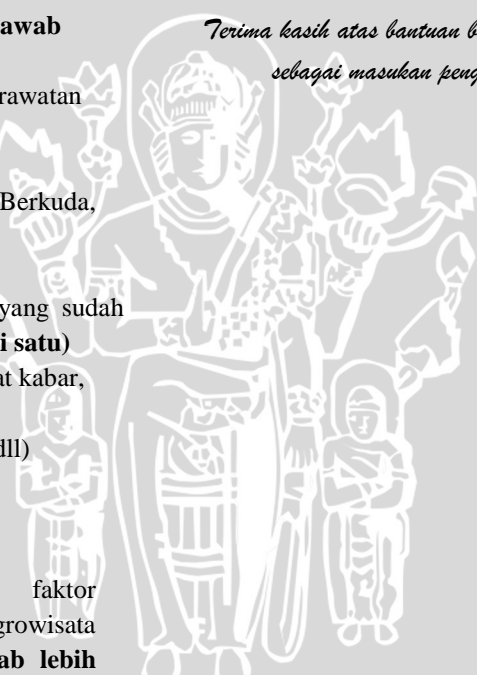 awab
rawatan
Berkuda,
yang sudah
i satu)
at kabar,
dll)
faktor
growisata
ab lebih
Terima kasih atas bantuan b
sebagai masukan peng